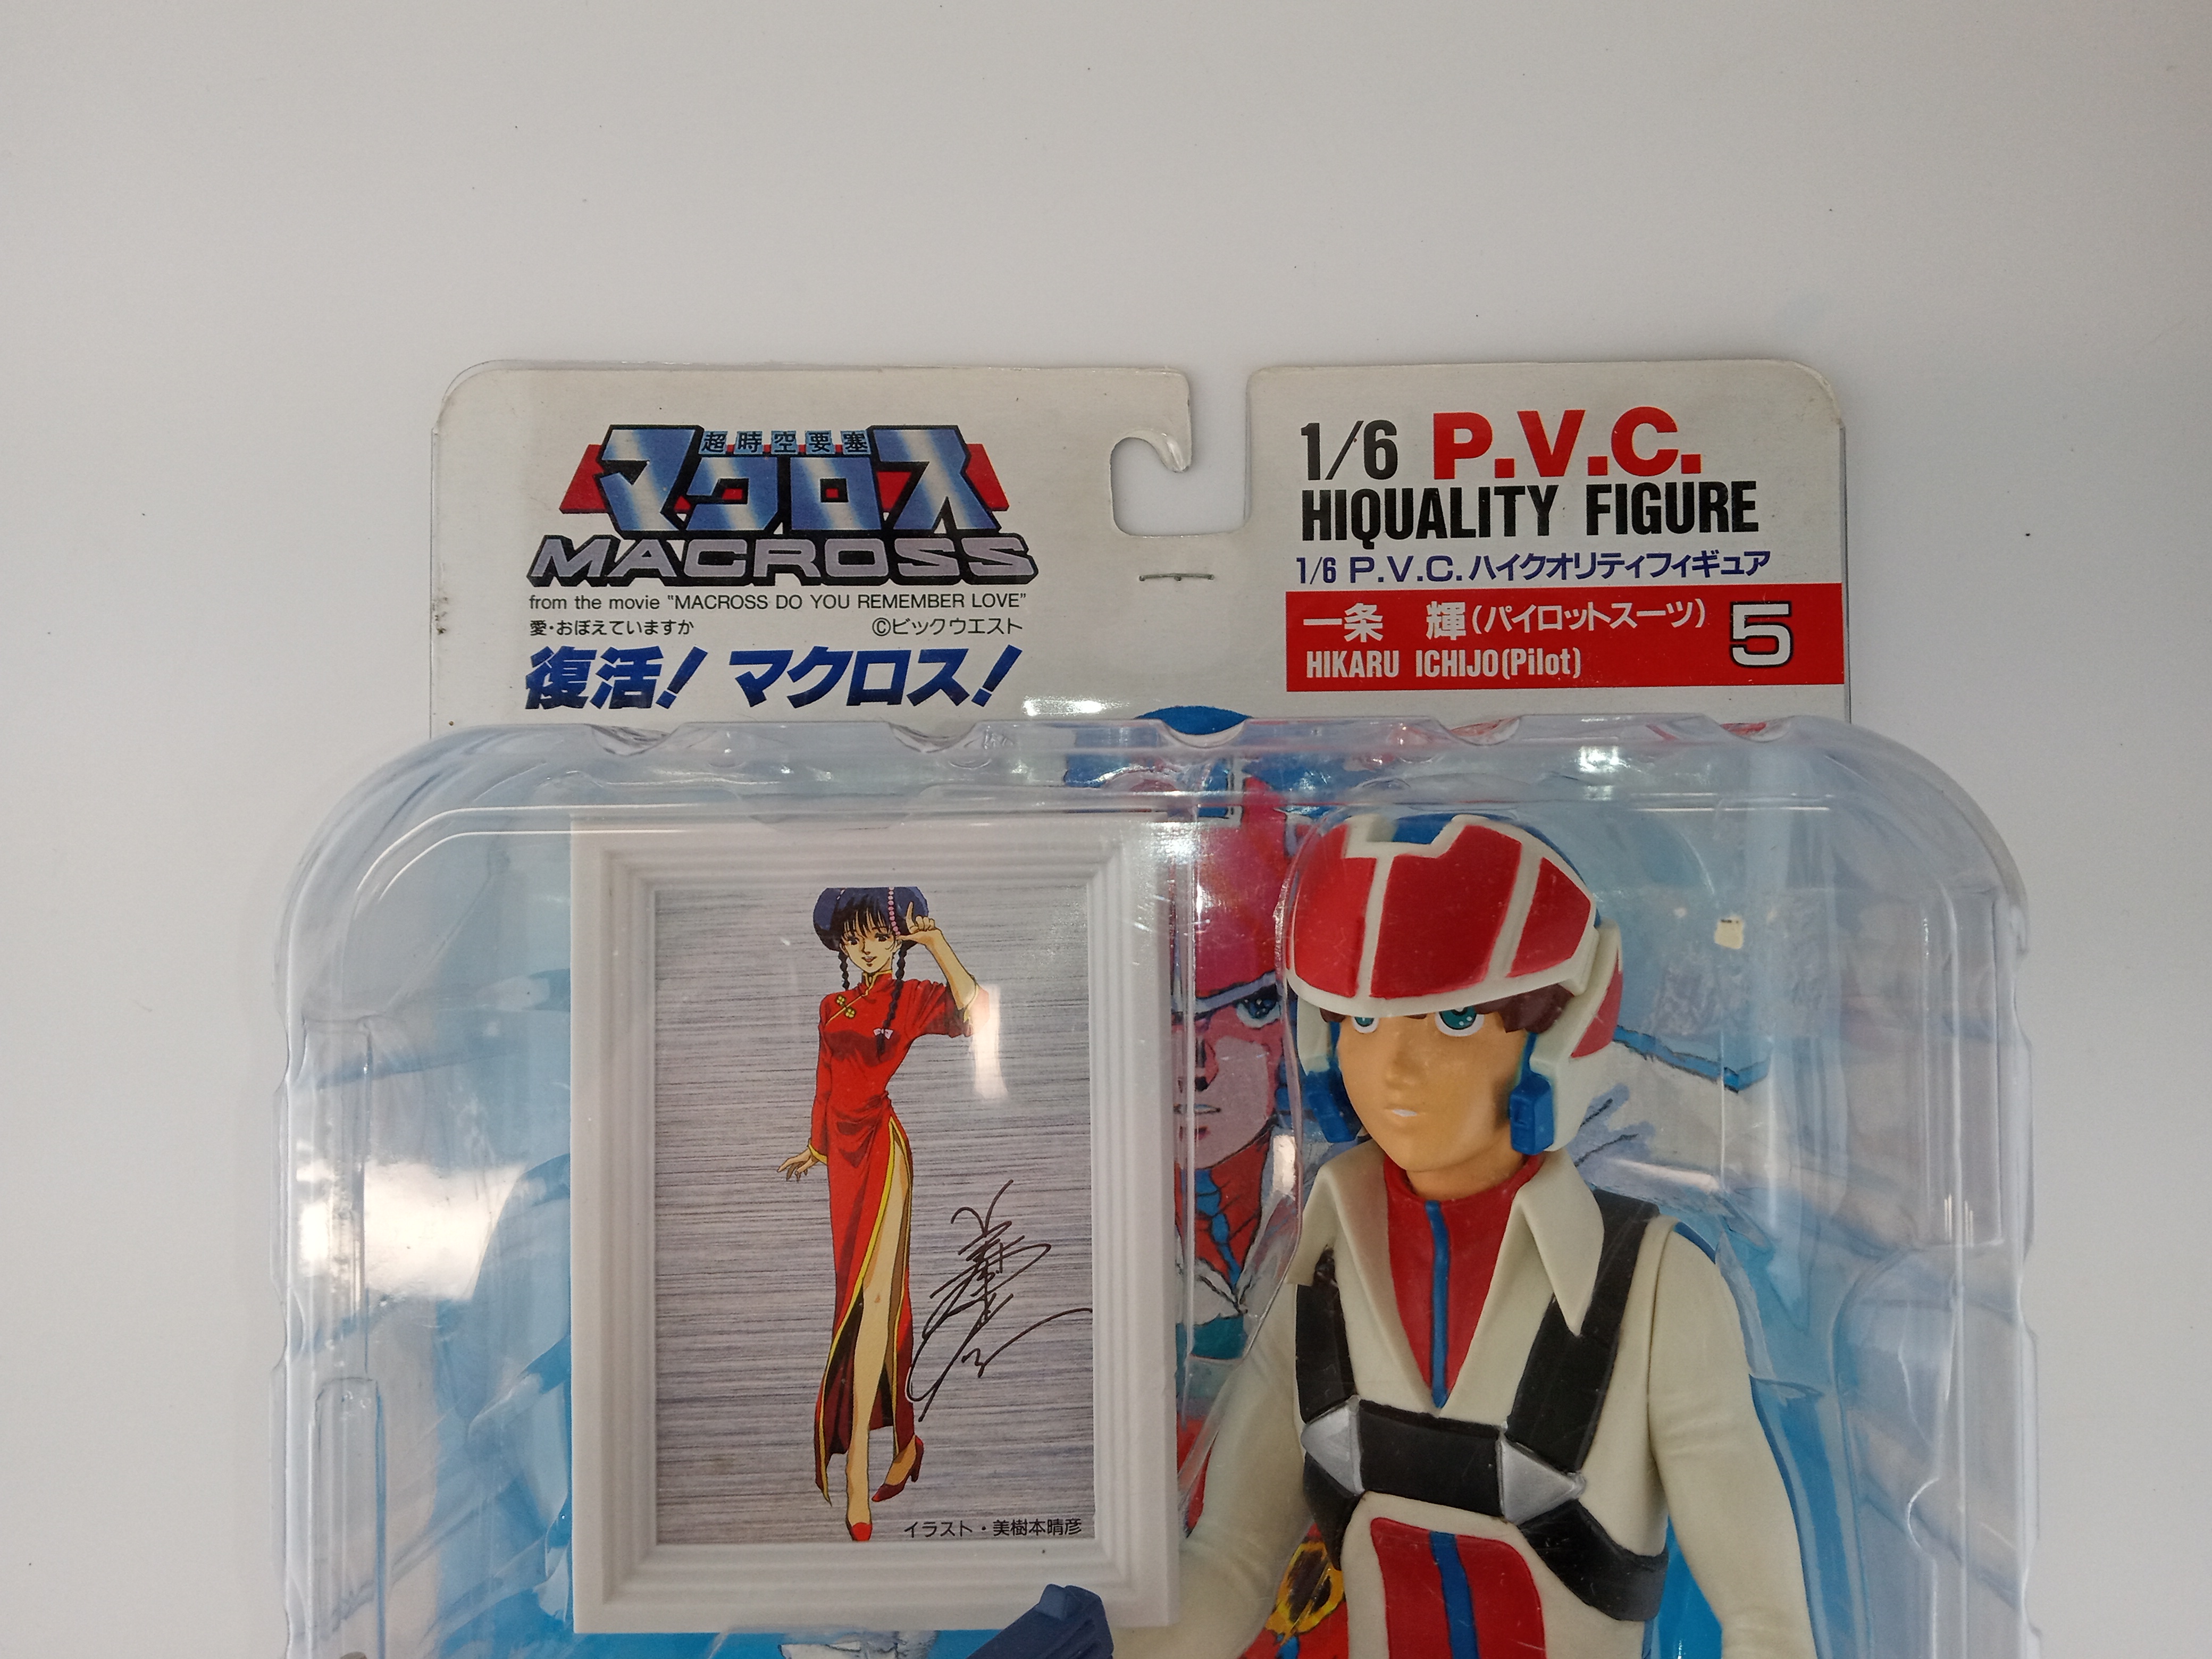 超時空要塞
マクロス
MACROSS
from the movie "MACROSS DO YOU REMEMBER LOVE"
愛・おぼえていますか ©ビックウエスト
復活! マクロス!
1/6 P.V.C.
HIQUALITY FIGURE
1/6 P.V.C.ハイクオリティフィギュア
一条 輝(パイロットスーツ)
HIKARU ICHIJO(Pilot)
5
イラスト・美樹本晴彦